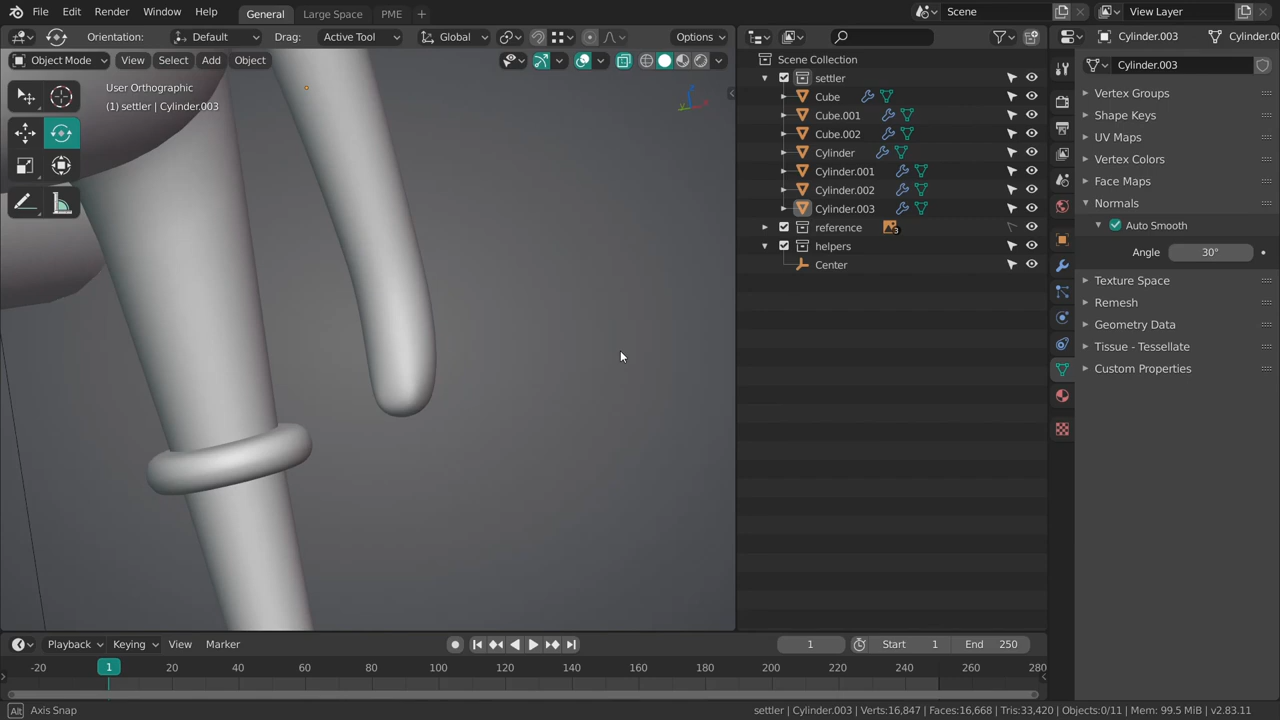 File Edit Render Window Help General Large Space PME + Scene View Layer
Orientation: Default Drag: Active Tool Global Options
Object Mode View Select Add Object
User Orthographic
(1) settler | Cylinder.003
Scene Collection
settler
Cube
Cube.001
Cube.002
Cylinder
Cylinder.001
Cylinder.002
Cylinder.003
reference 3
helpers
Center
Cylinder.003 Cylinder.00
Cylinder.003
Vertex Groups
Shape Keys
UV Maps
Vertex Colors
Face Maps
Normals
Auto Smooth
Angle 30°
Texture Space
Remesh
Geometry Data
Tissue - Tessellate
Custom Properties
Playback Keying View Marker 1 Start 1 End 250
-20 1 20 40 60 80 100 120 140 160 180 200 220 240 260 280
Alt Axis Snap settler | Cylinder.003 | Verts:16,847 | Faces:16,668 | Tris:33,420 | Objects:0/11 | Mem: 99.5 MiB | v2.83.11